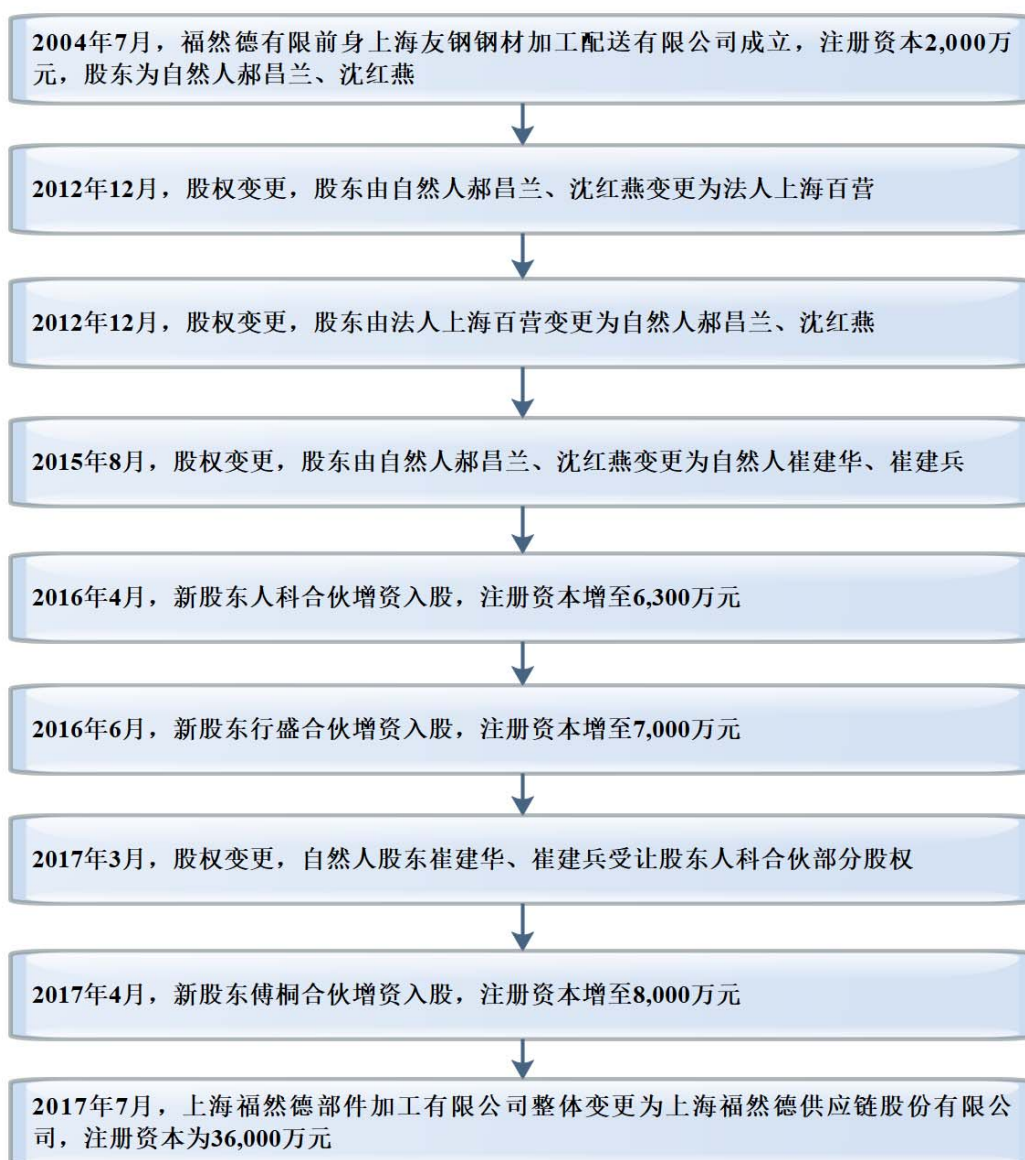 2004年7月，福然德有限前身上海友钢钢材加工配送有限公司成立，注册资本2,000万
元，股东为自然人郝昌兰、沈红燕
2012年12月，股权变更，股东由自然人郝昌兰、沈红燕变更为法人上海百营
2012年12月，股权变更，股东由法人上海百营变更为自然人郝昌兰、沈红燕
2015年8月，股权变更，股东由自然人郝昌兰、沈红燕变更为自然人崔建华、崔建兵
2016年4月，新股东人科合伙增资入股，注册资本增至6,300万元
2016年6月，新股东行盛合伙增资入股，注册资本增至7,000万元
2017年3月，股权变更，自然人股东崔建华、崔建兵受让股东人科合伙部分股权
2017年4月，新股东傅桐合伙增资入股，注册资本增至8,000万元
2017年7月，上海福然德部件加工有限公司整体变更为上海福然德供应链股份有限公
司，注册资本为36,000万元